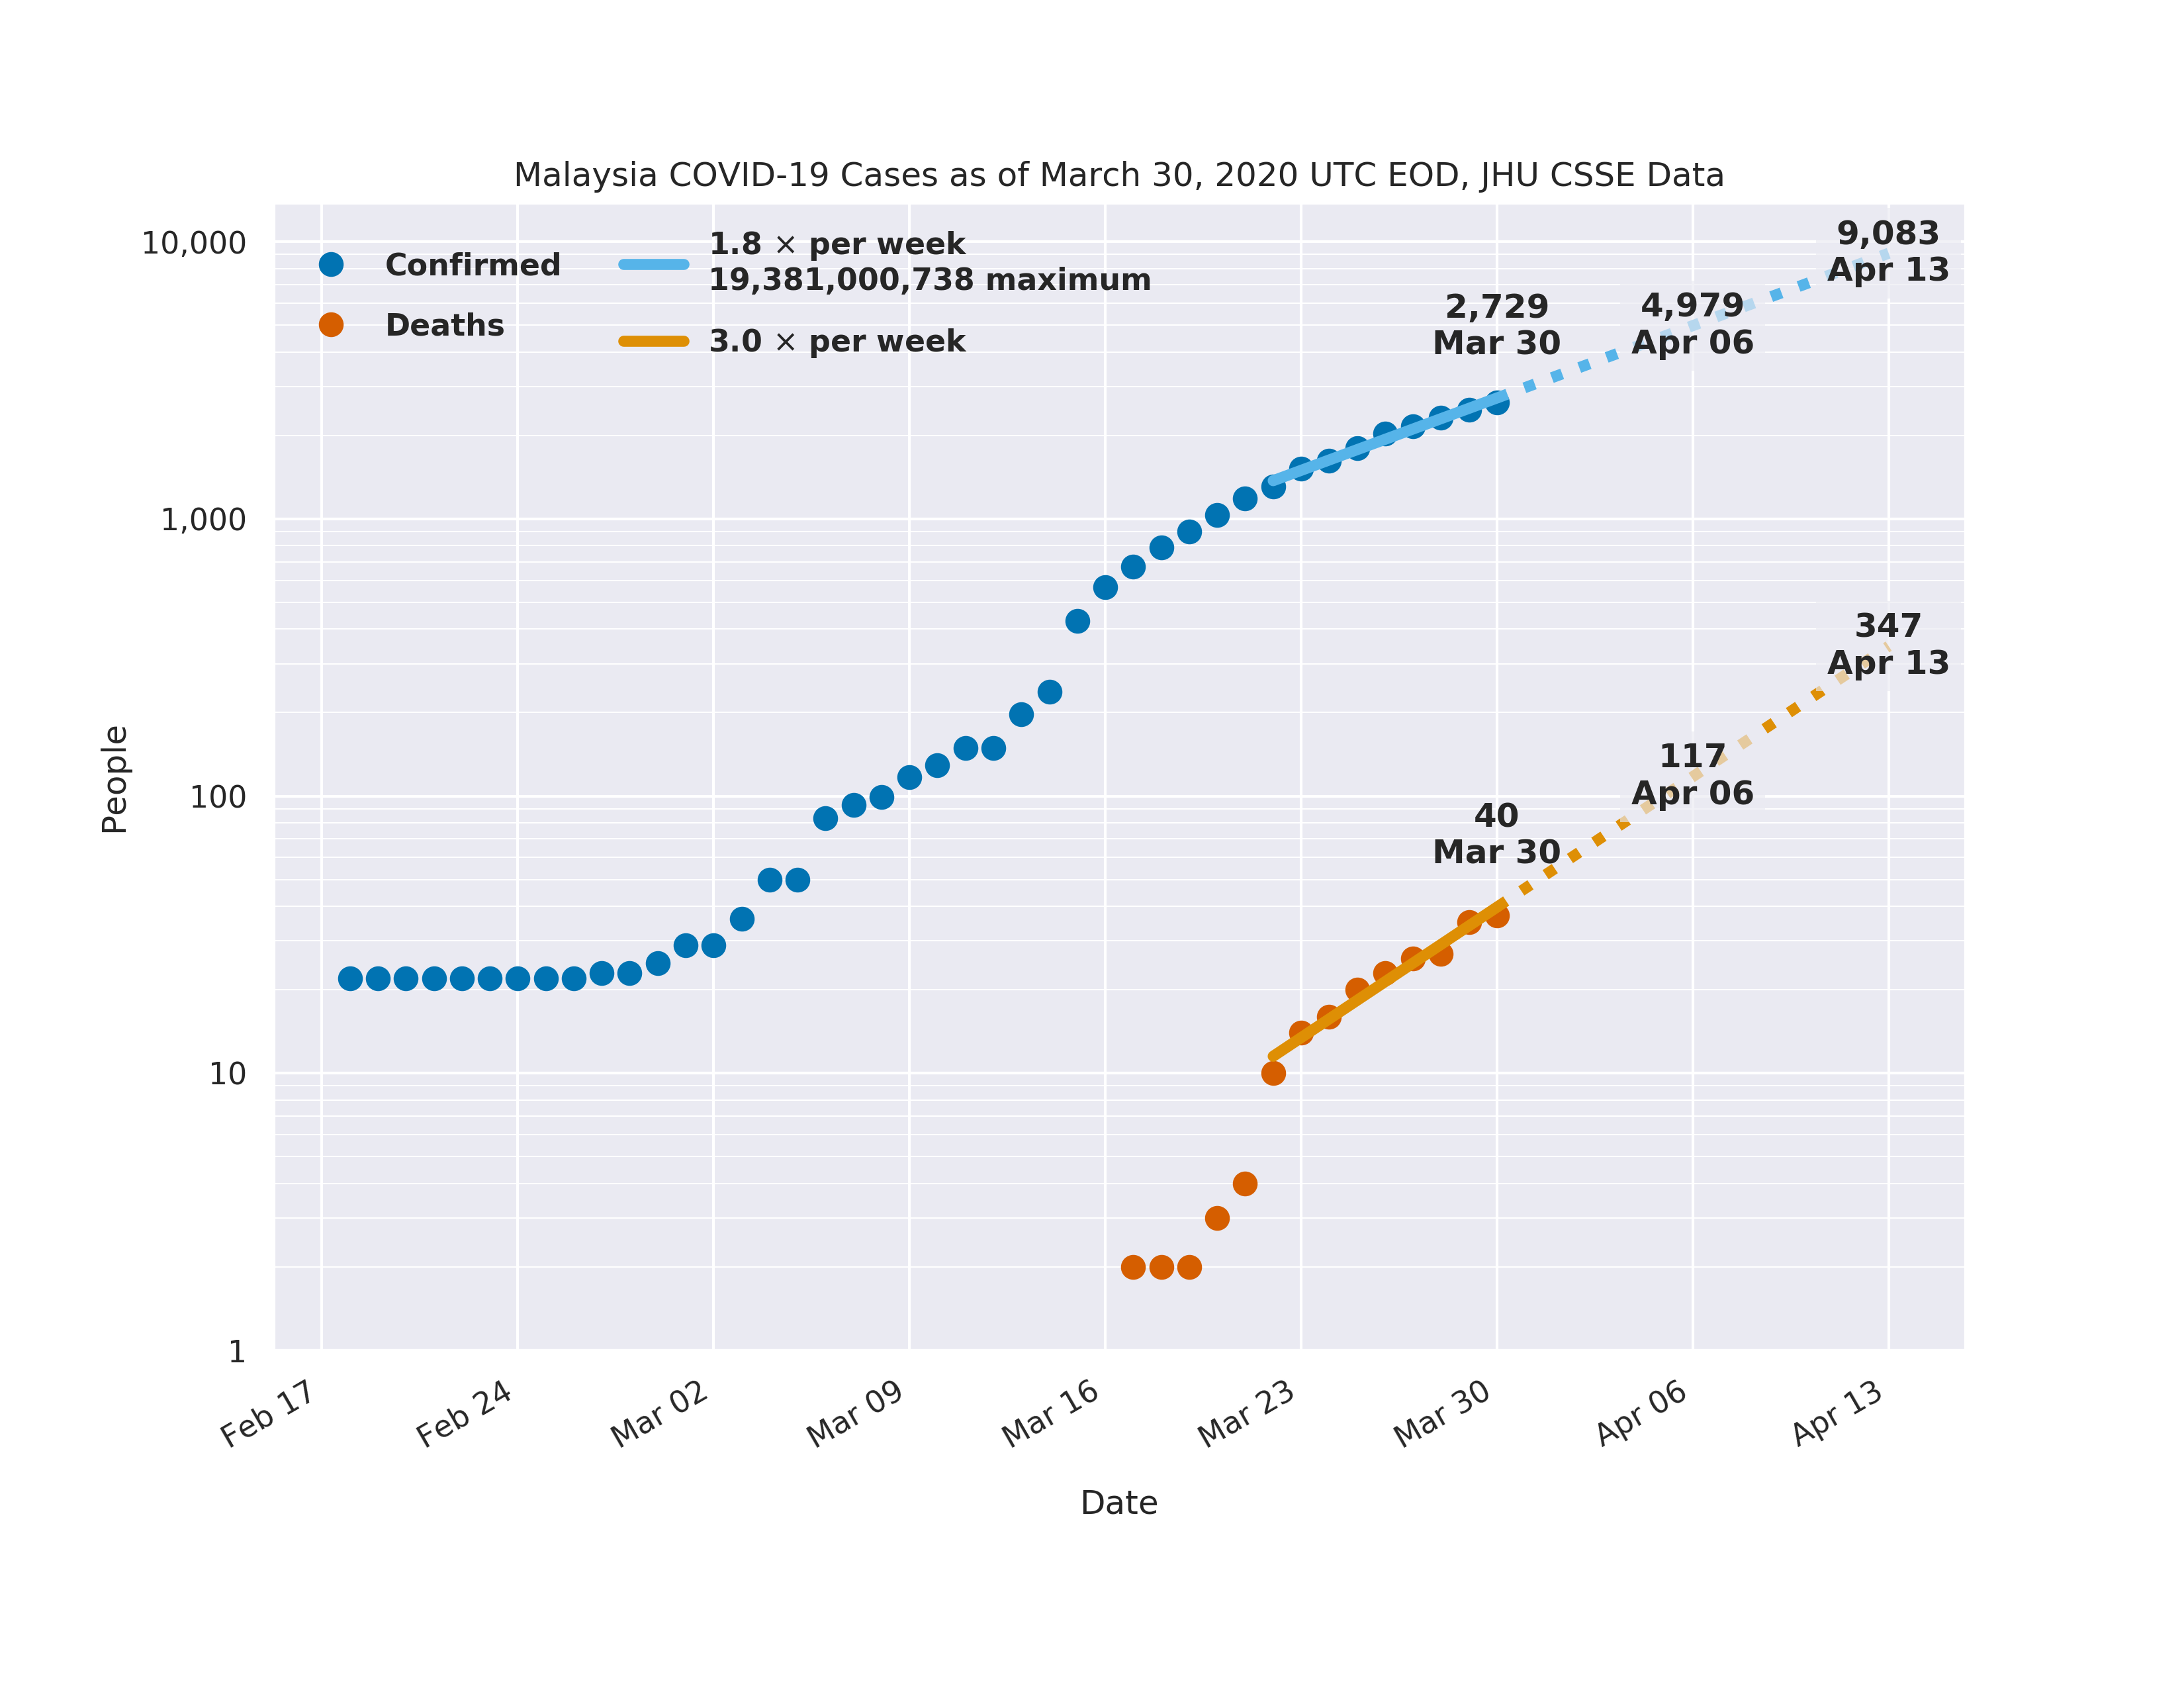 Malaysia COVID-19 Cases as of March 30, 2020 UTC EOD, JHU CSSE Data
Confirmed
Deaths
1.8 × per week
19,381,000,738 maximum
3.0 × per week
2,729
Mar 30
4,979
Apr 06
9,083
Apr 13
40
Mar 30
117
Apr 06
347
Apr 13
People
10,000
1,000
100
10
1
Feb 17
Feb 24
Mar 02
Mar 09
Mar 16
Mar 23
Mar 30
Apr 06
Apr 13
Date